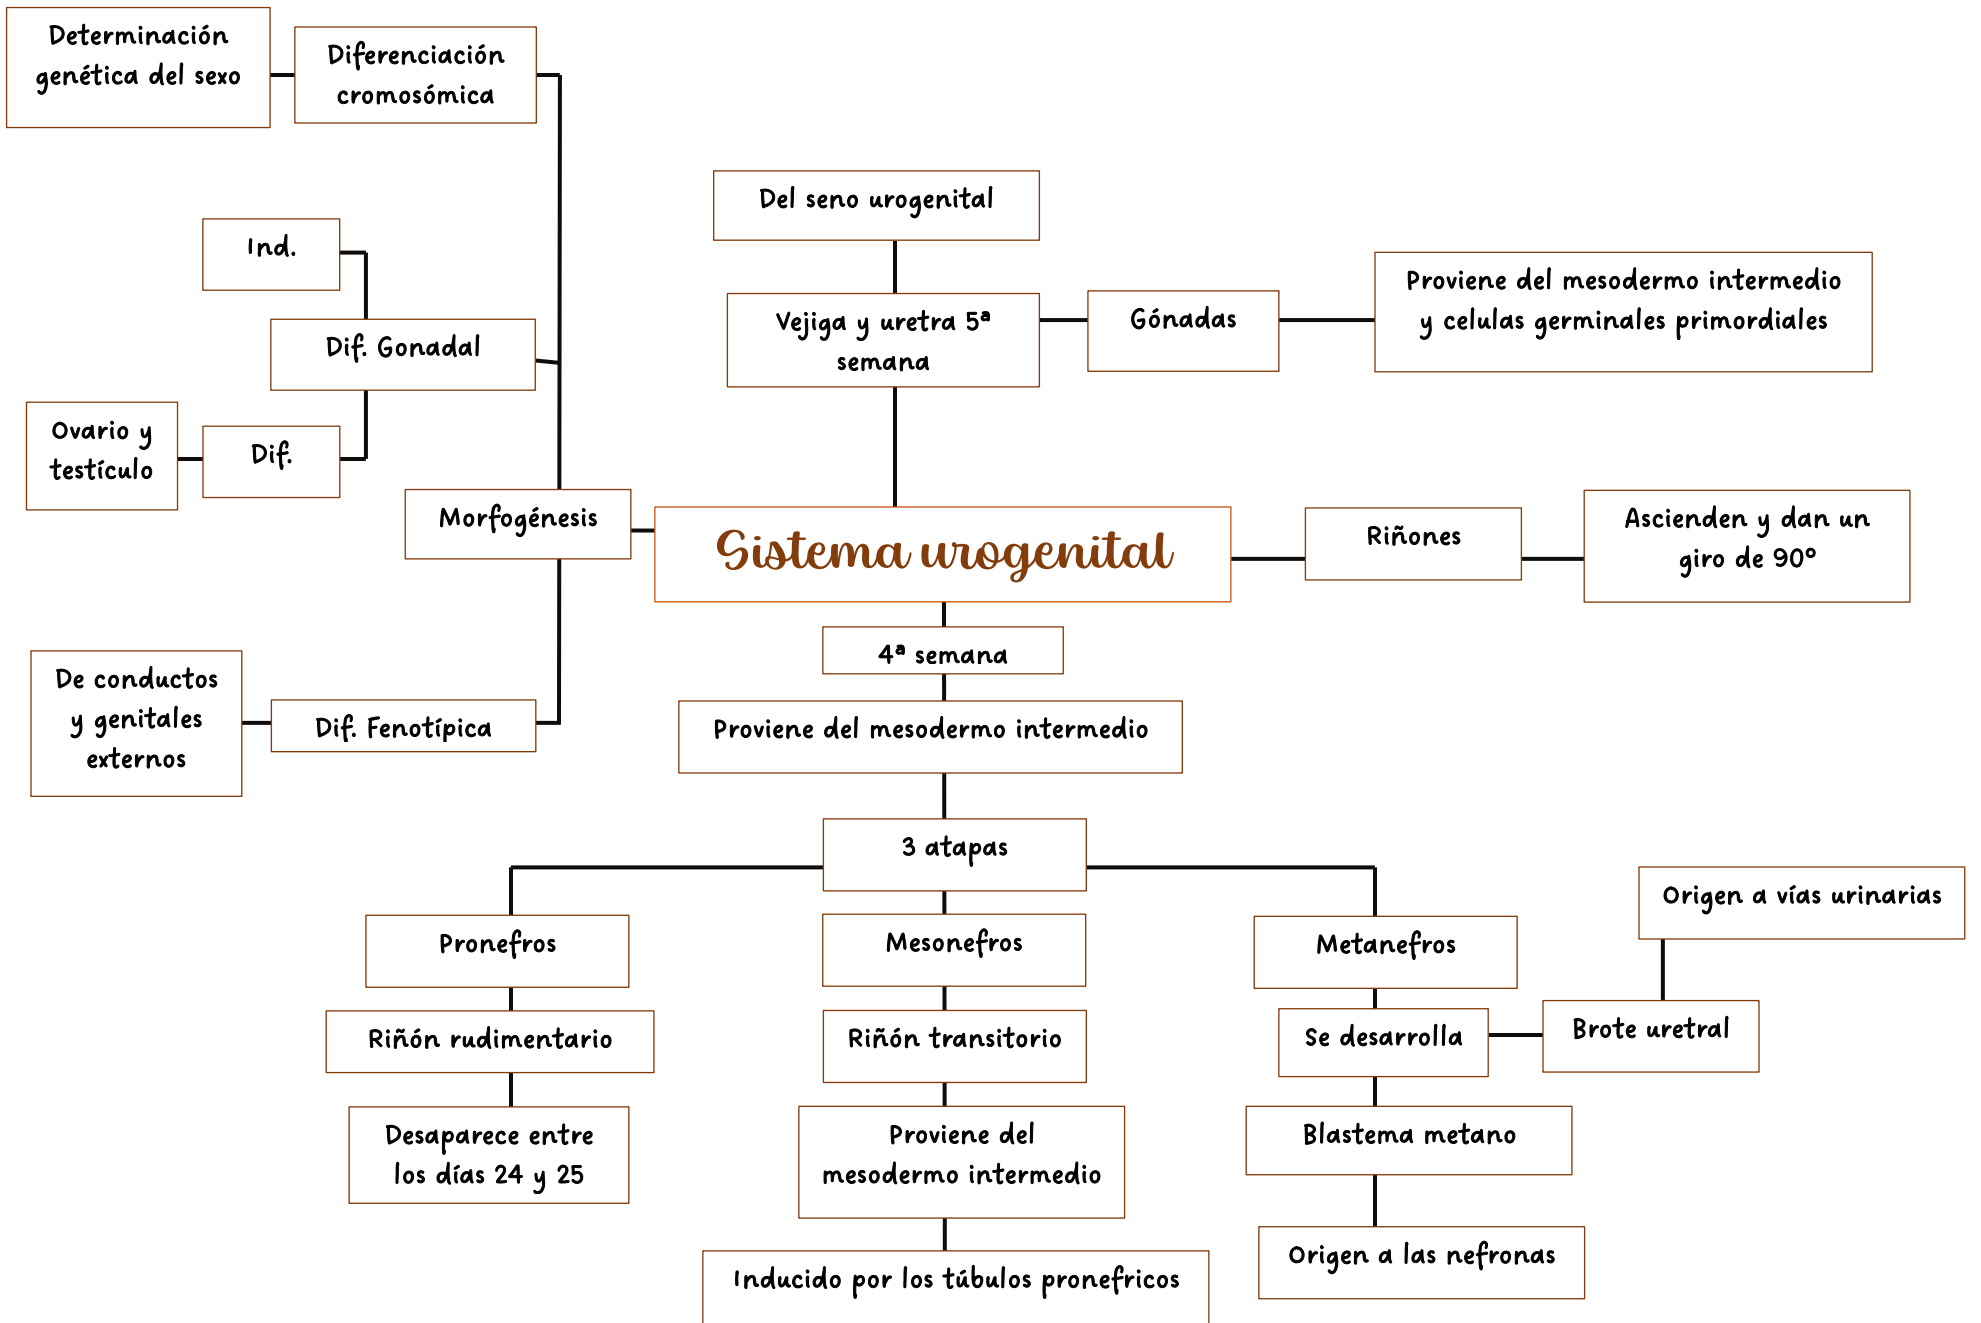 Determinación
genética del sexo
Diferenciación
cromosómica
Del seno urogenital
Ind.
Vejiga y uretra 5ª
semana
Gónadas
Proviene del mesodermo intermedio
y celulas germinales primordiales
Dif. Gonadal
Ovario y
testículo
Dif.
Morfogénesis
Sistema urogenital
Riñones
Ascienden y dan un
giro de 90º
4ª semana
De conductos
y genitales
externos
Dif. Fenotípica
Proviene del mesodermo intermedio
3 atapas
Origen a vías urinarias
Pronefros
Mesonefros
Metanefros
Riñón rudimentario
Riñón transitorio
Se desarrolla
Brote uretral
Desaparece entre
los días 24 y 25
Proviene del
mesodermo intermedio
Blastema metano
Inducido por los túbulos pronefricos
Origen a las nefronas